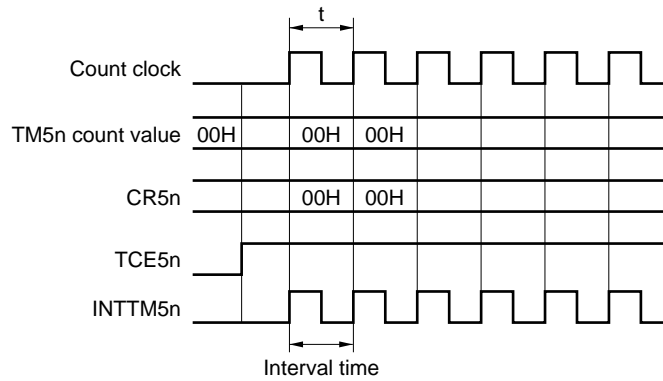 t
Count clock
TM5n count value 00H 00H 00H
CR5n 00H 00H
TCE5n
INTTM5n
Interval time